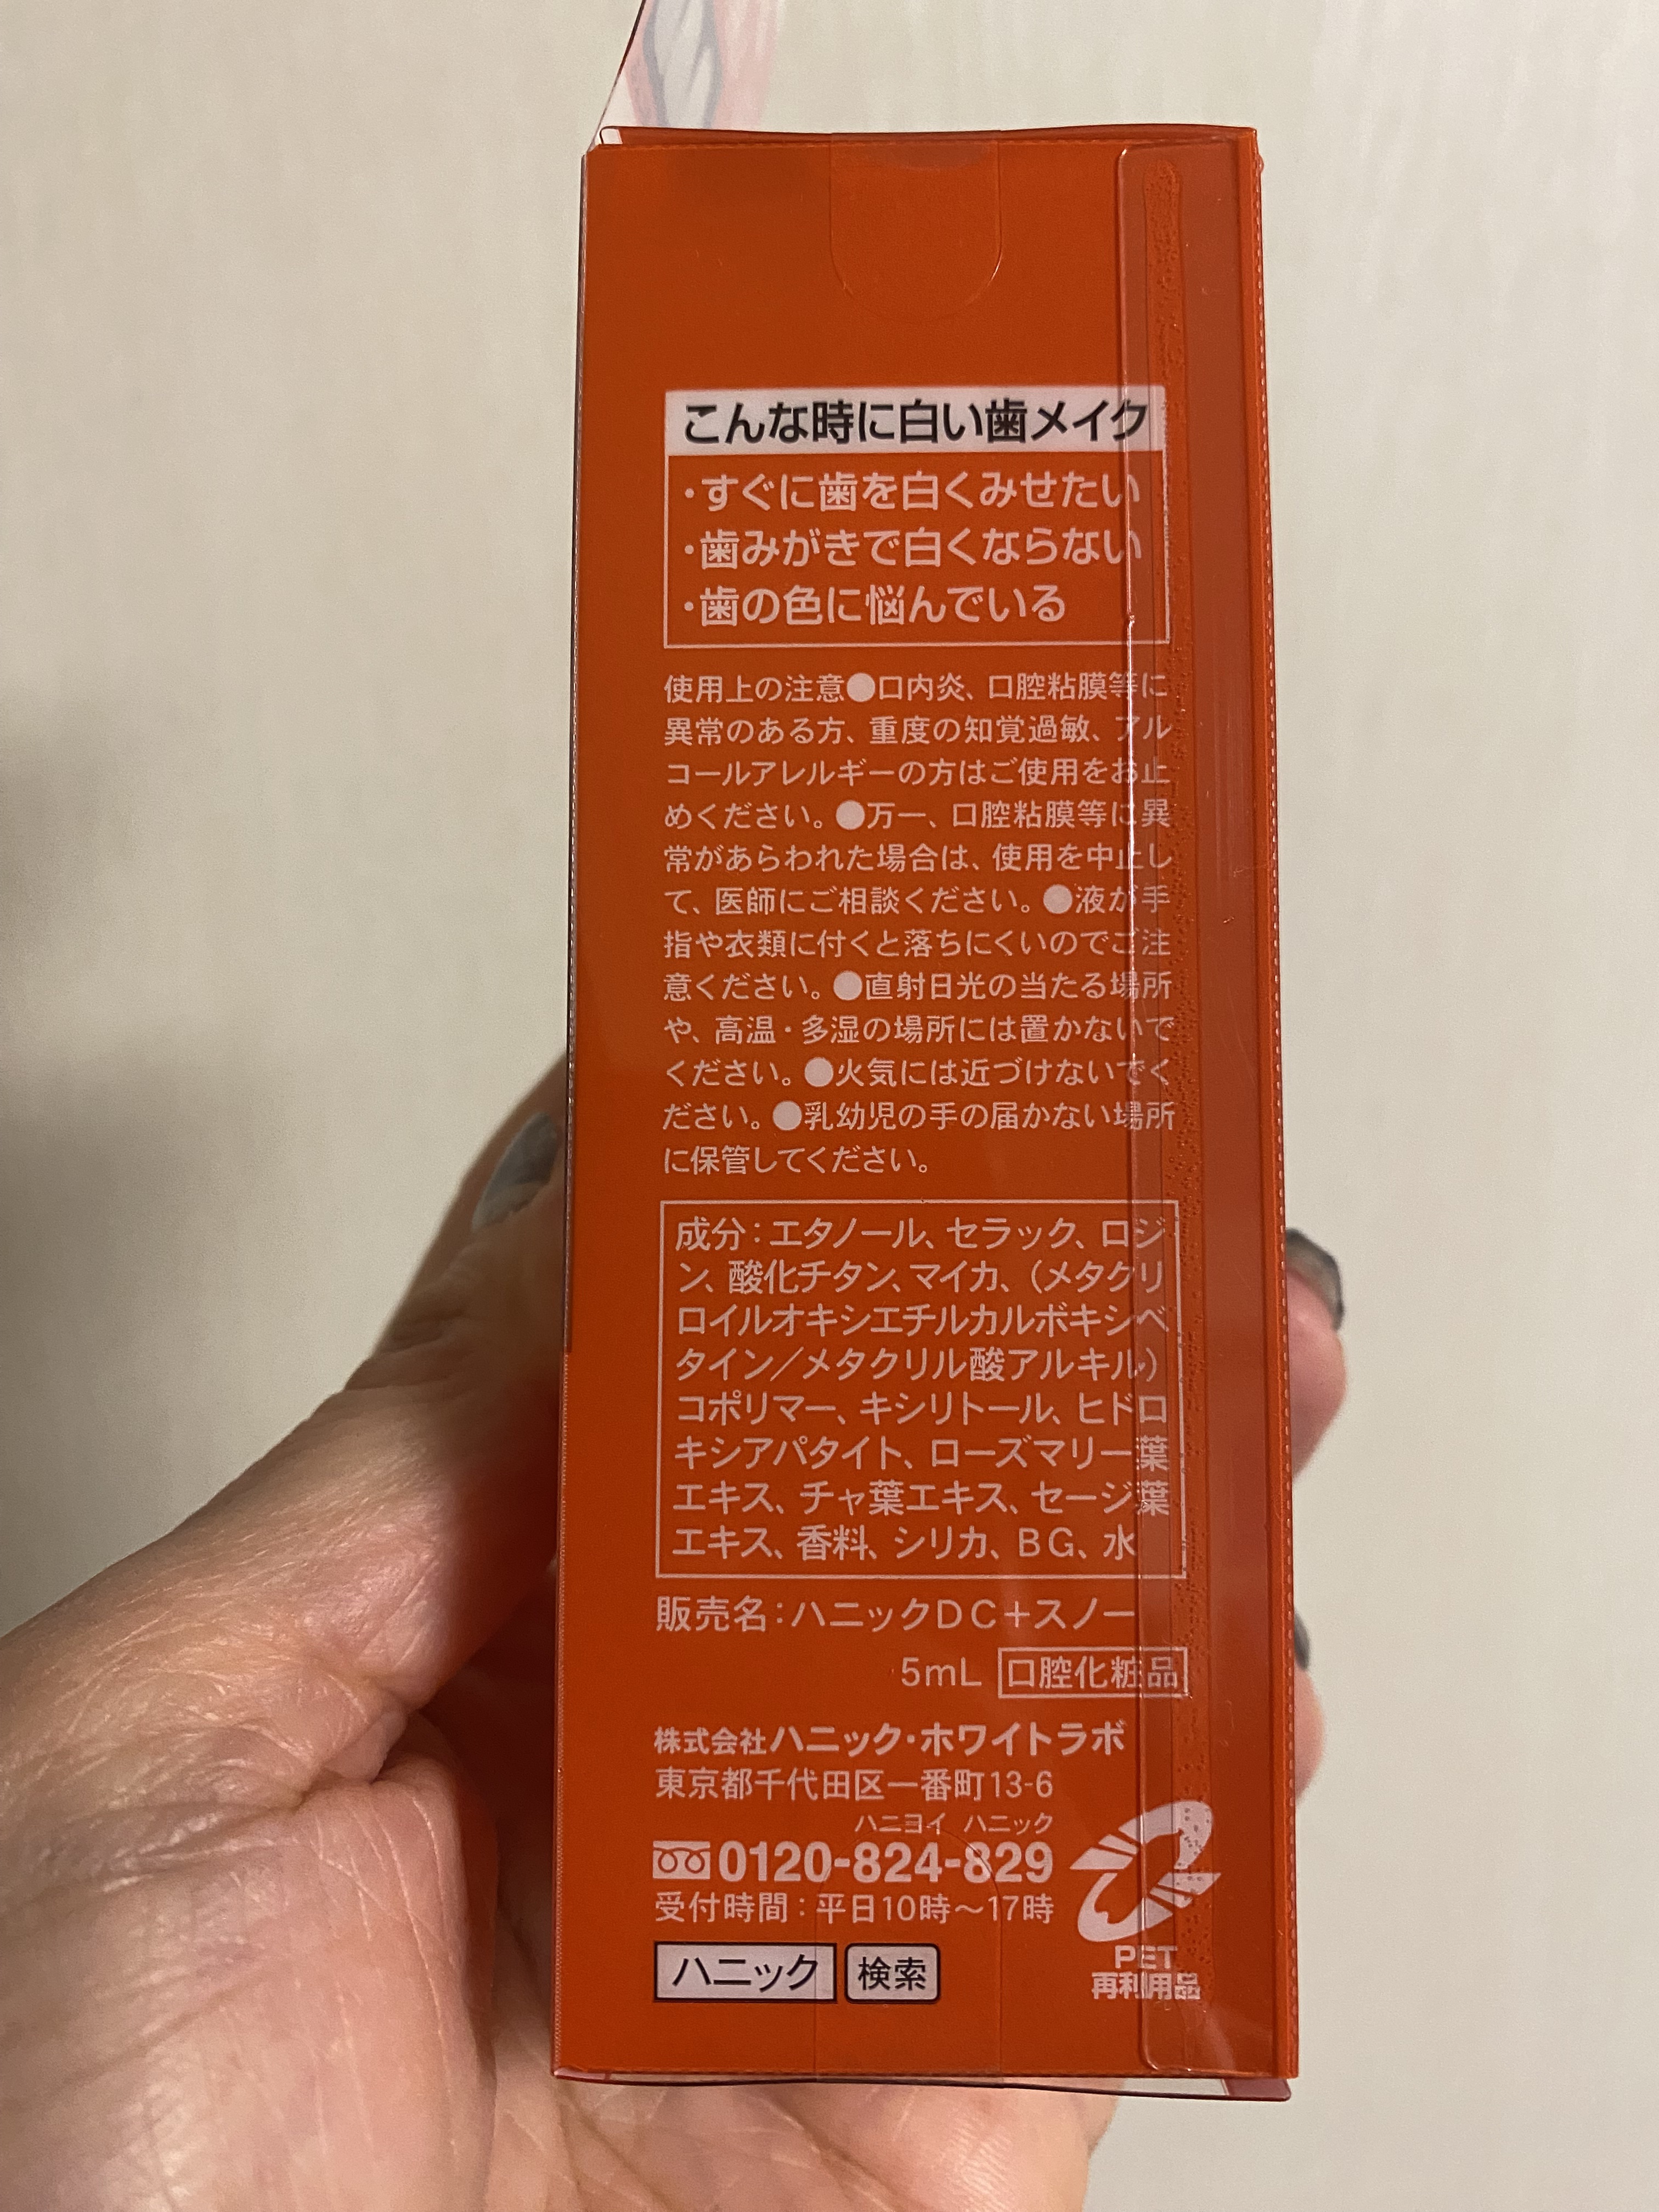 こんな時に白い歯メイク
・すぐに歯を白くみせたい
・歯みがきで白くならない
・歯の色に悩んでいる
使用上の注意●口内炎、口腔粘膜等に
異常のある方、重度の知覚過敏、アル
コールアレルギーの方はご使用をお止
めください。●万一、口腔粘膜等に異
常があらわれた場合は、使用を中止し
て、医師にご相談ください。●液が手
指や衣類に付くと落ちにくいのでご注
意ください。●直射日光の当たる場所
や、高温・多湿の場所には置かないで
ください。●火気には近づけないでく
ださい。●乳幼児の手の届かない場所
に保管してください。
成分：エタノール、セラック、ロジ
ン、酸化チタン、マイカ、（メタクリ
ロイルオキシエチルカルボキシベ
タイン／メタクリル酸アルキル）
コポリマー、キシリトール、ヒドロ
キシアパタイト、ローズマリー葉
エキス、チャ葉エキス、セージ葉
エキス、香料、シリカ、BG、水
販売名：ハニックDC＋スノー
5mL 口腔化粧品
株式会社ハニック・ホワイトラボ
東京都千代田区一番町13-6
ハニヨイ ハニック
0120-824-829
受付時間：平日10時～17時
ハニック 検索
PET
再利用品